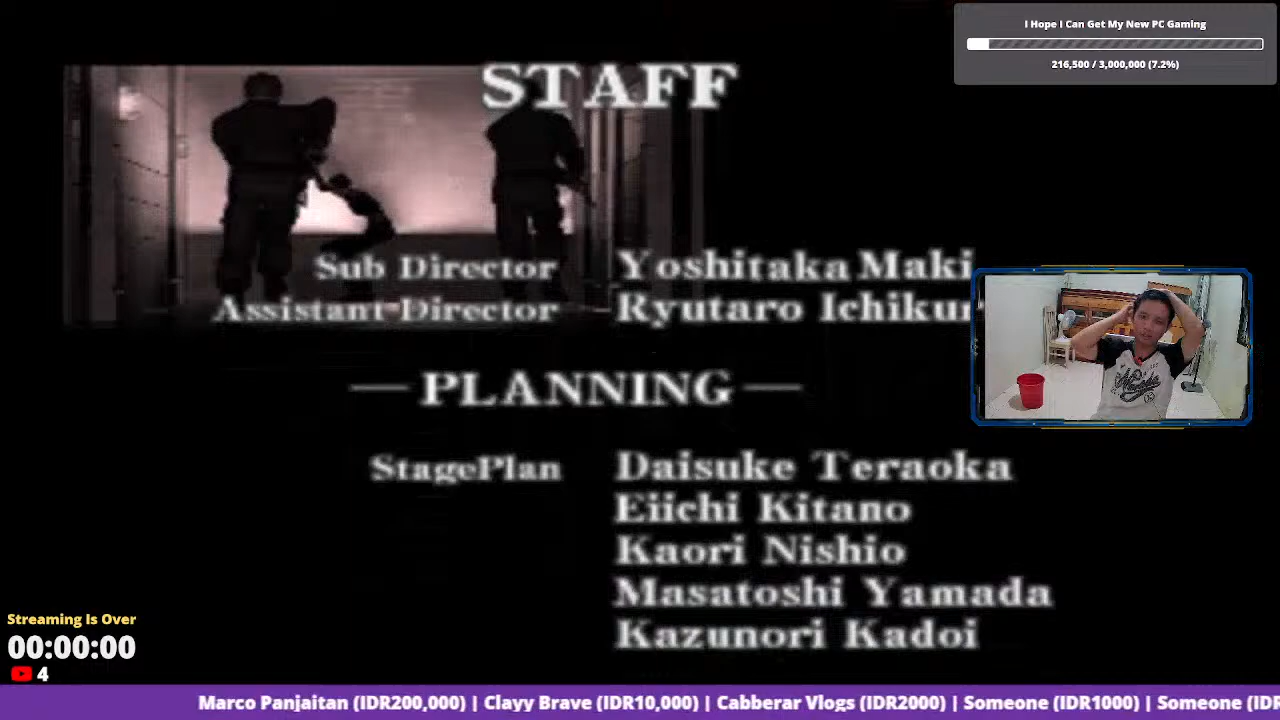 I Hope I Can Get My New PC Gaming
216,500 / 3,000,000 (7.2%)
STAFF
Sub Director Yoshitaka Maki
Assistant Director Ryutaro
PLANNING
StagePlan Daisuke Teraoka
Eiichi Kitano
Kaori Nishio
Masatoshi Yamada
Kazunori Kadoi
Streaming Is Over
00:00:00
4
Marco Panjaitan (IDR200,000) | Clayy Brave (IDR10,000) | Cabberar Vlogs (IDR2000) | Someone (IDR1000) | Someone